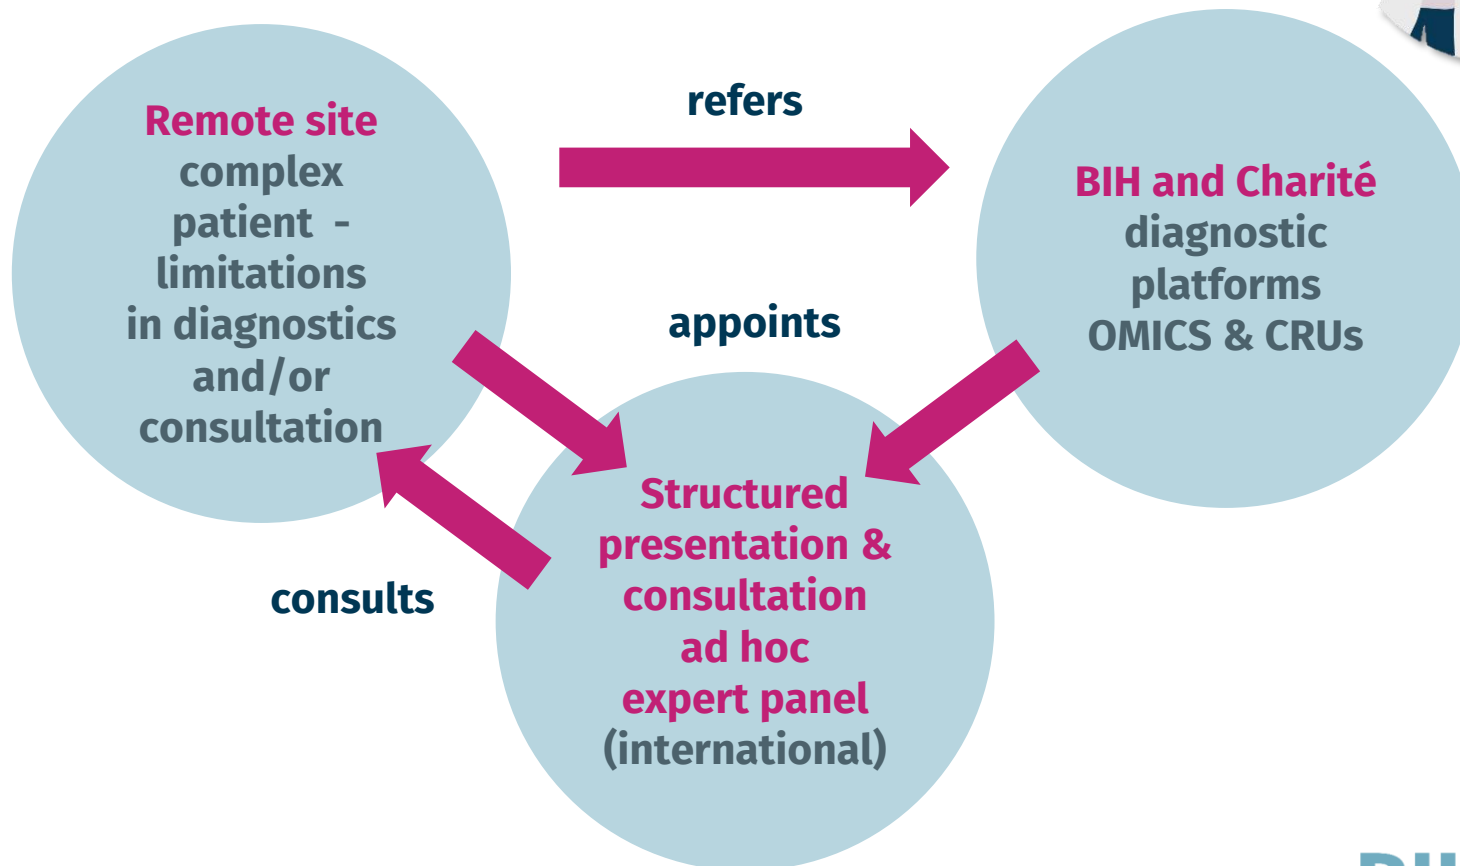 Remote site
complex
patient -
limitations
in diagnostics
and/or
consultation
refers
BIH and Charité
diagnostic
platforms
OMICS & CRUs
appoints
Structured
presentation &
consultation
ad hoc
expert panel
(international)
consults